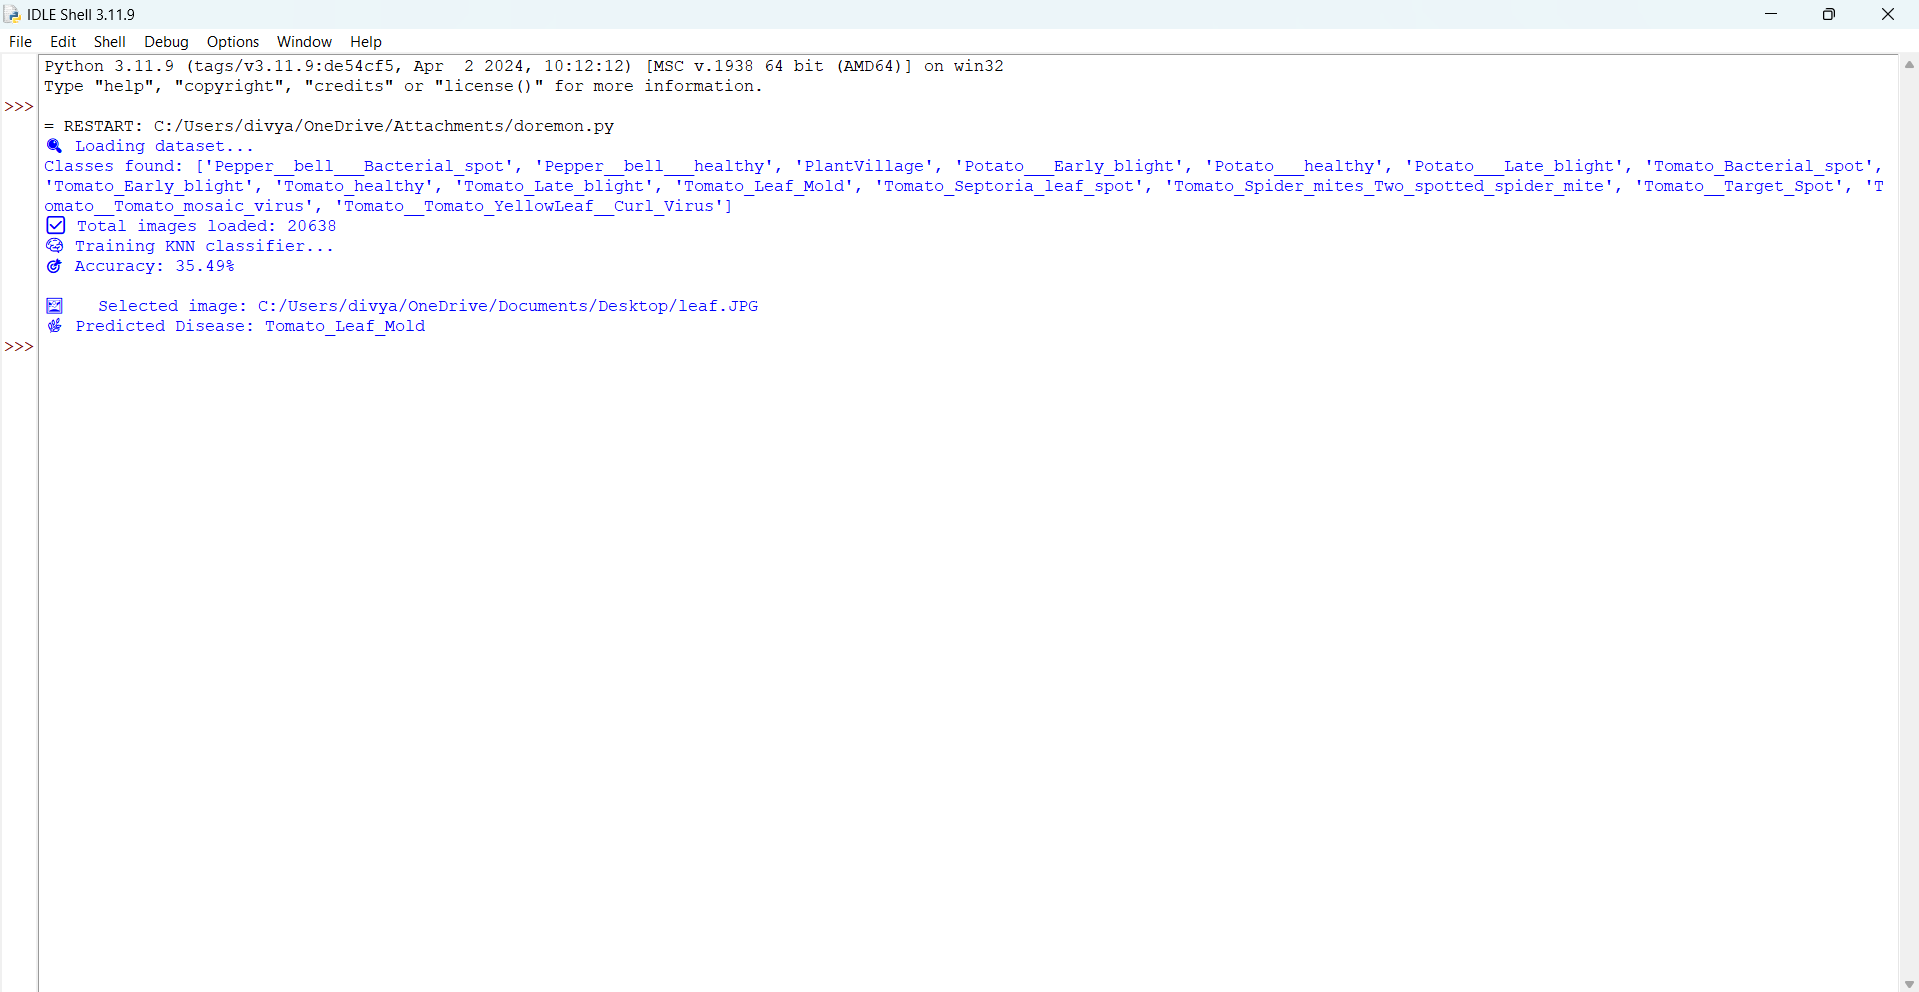 IDLE Shell 3.11.9
File Edit Shell Debug Options Window Help
Python 3.11.9 (tags/v3.11.9:de54cf5, Apr  2 2024, 10:12:12) [MSC v.1938 64 bit (AMD64)] on win32
Type "help", "copyright", "credits" or "license()" for more information.
>>>
= RESTART: C:/Users/divya/OneDrive/Attachments/doremon.py
🔍 Loading dataset...
Classes found: ['Pepper__bell___Bacterial_spot', 'Pepper__bell___healthy', 'PlantVillage', 'Potato___Early_blight', 'Potato___healthy', 'Potato___Late_blight', 'Tomato_Bacterial_spot',
'Tomato_Early_blight', 'Tomato_healthy', 'Tomato_Late_blight', 'Tomato_Leaf_Mold', 'Tomato_Septoria_leaf_spot', 'Tomato_Spider_mites_Two_spotted_spider_mite', 'Tomato__Target_Spot', 'T
omato__Tomato_mosaic_virus', 'Tomato__Tomato_YellowLeaf__Curl_Virus']
✅ Total images loaded: 20638
🧠 Training KNN classifier...
🎯 Accuracy: 35.49%
🖼 Selected image: C:/Users/divya/OneDrive/Documents/Desktop/leaf.JPG
🌿 Predicted Disease: Tomato_Leaf_Mold
>>>